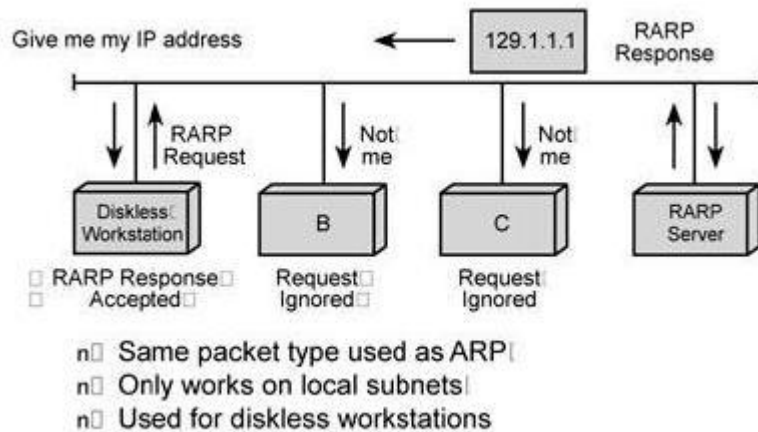 Give me my IP address
129.1.1.1
RARP
Response
RARP
Request
Not
me
Not
me
Diskless
Workstation
B
C
RARP
Server
RARP Response
Accepted
Request
Ignored
Request
Ignored
n Same packet type used as ARP
n Only works on local subnets
n Used for diskless workstations